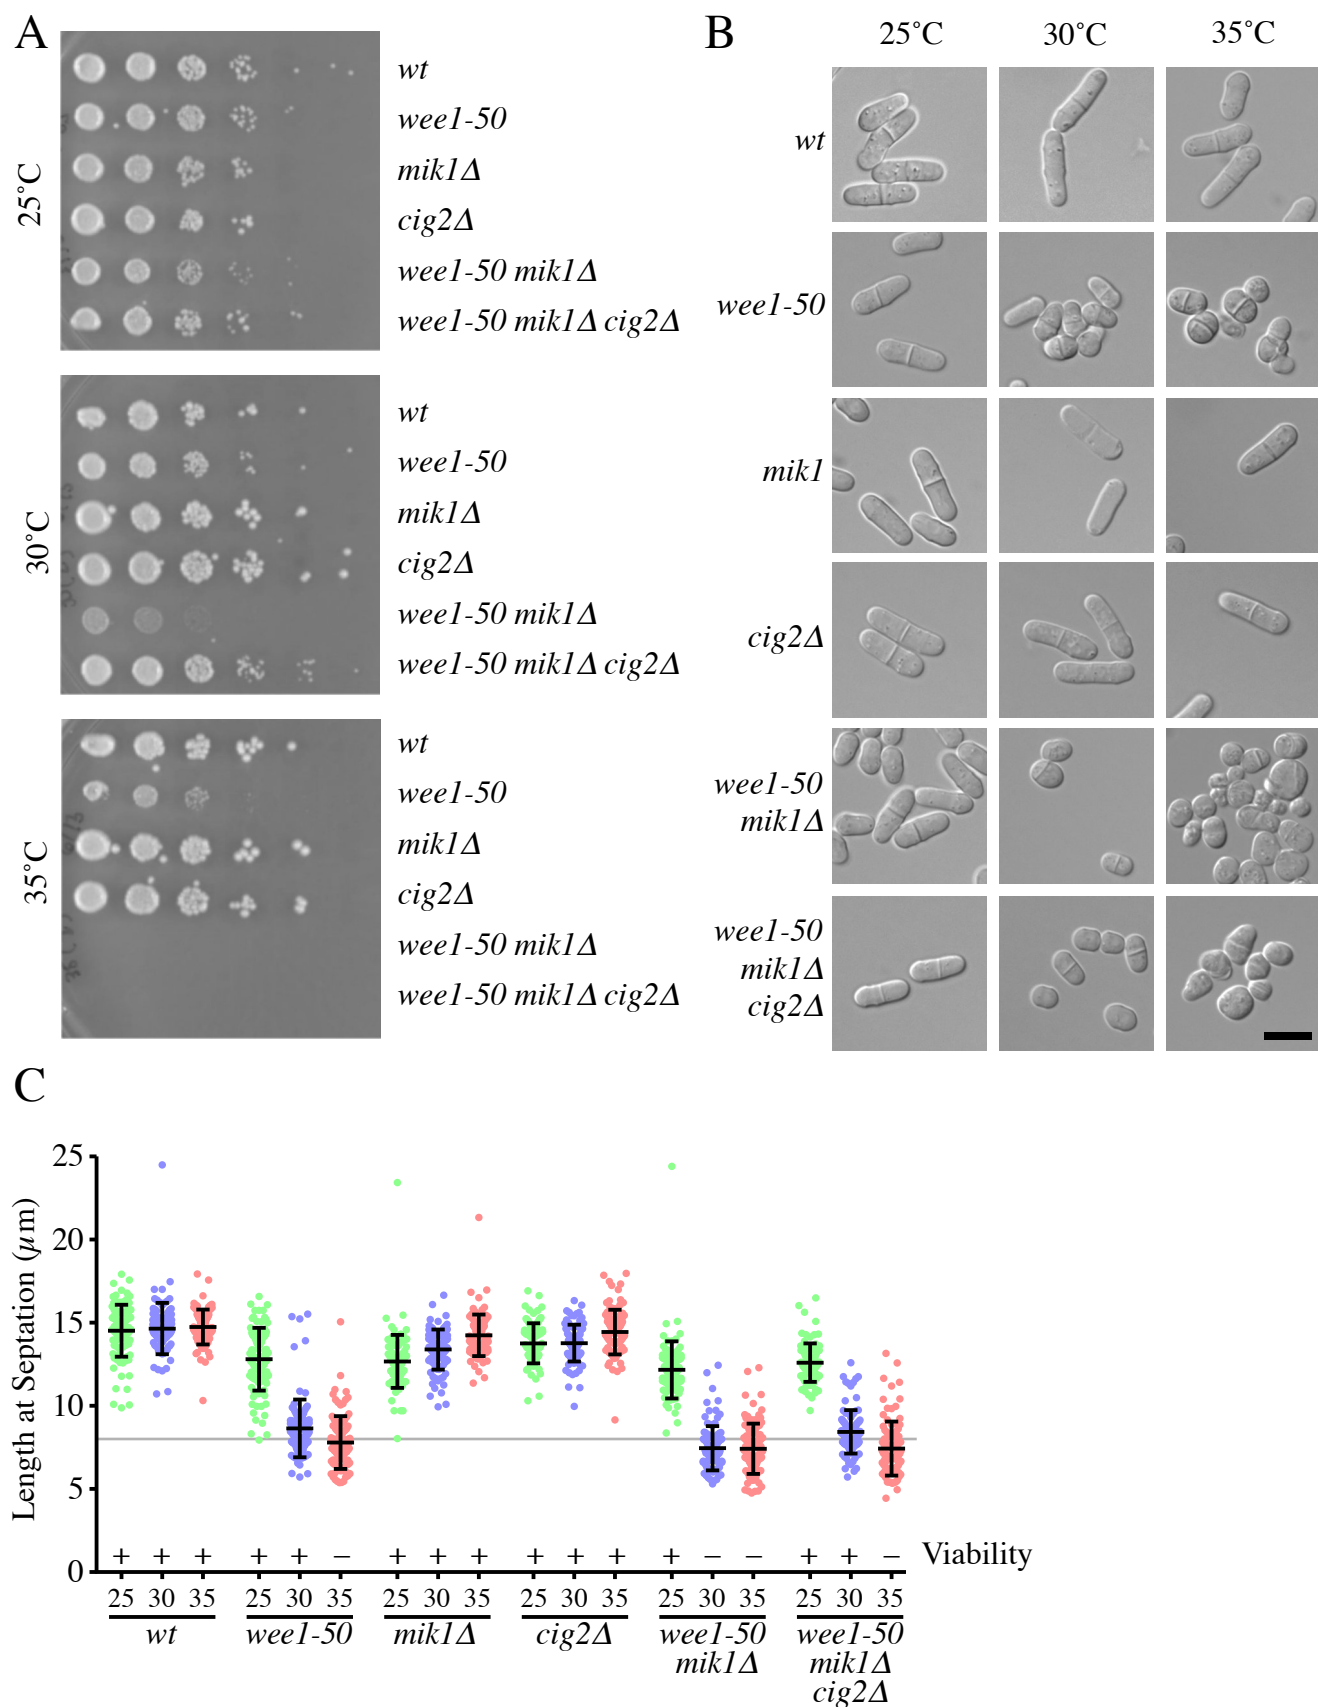 A
25˚C
wt
wee1-50
mik1Δ
cig2Δ
wee1-50 mik1Δ
wee1-50 mik1Δ cig2Δ
30˚C
wt
wee1-50
mik1Δ
cig2Δ
wee1-50 mik1Δ
wee1-50 mik1Δ cig2Δ
35˚C
wt
wee1-50
mik1Δ
cig2Δ
wee1-50 mik1Δ
wee1-50 mik1Δ cig2Δ
B
25˚C 30˚C 35˚C
wt
wee1-50
mik1
cig2Δ
wee1-50
mik1Δ
wee1-50
mik1Δ
cig2Δ
C
Length at Septation (µm)
25
20
15
10
5
0
+ + + + + − + + + + + + + − − + + − Viability
25 30 35 25 30 35 25 30 35 25 30 35 25 30 35 25 30 35
wt wee1-50 mik1Δ cig2Δ wee1-50 wee1-50
mik1Δ mik1Δ
cig2Δ